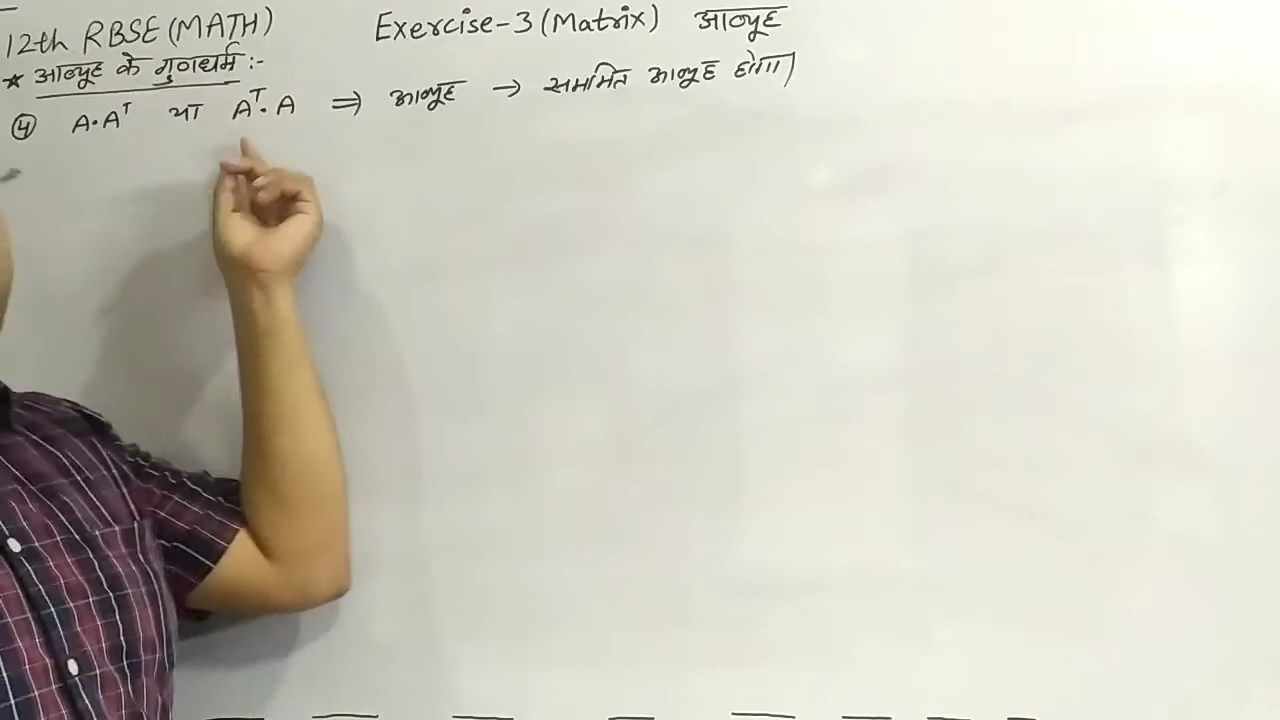 12th RBSE (MATH) Exercise-3 (Matrix) आव्यूह
* आव्यूह के गुणधर्म :-
④ A·Aᵀ या Aᵀ·A ⇒ आव्यूह → सममित आव्यूह होगा।